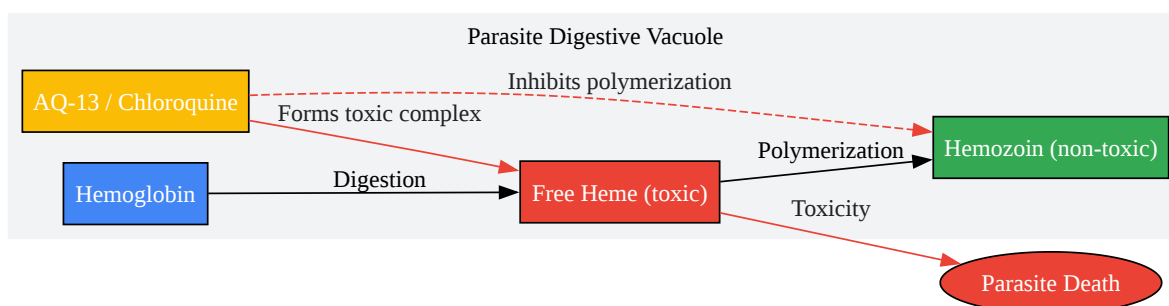 Parasite Digestive Vacuole
Inhibits polymerization
AQ-13 / Chloroquine
Forms toxic complex
Hemozoin (non-toxic)
Polymerization
Digestion
Hemoglobin
Free Heme (toxic)
Toxicity
Parasite Death